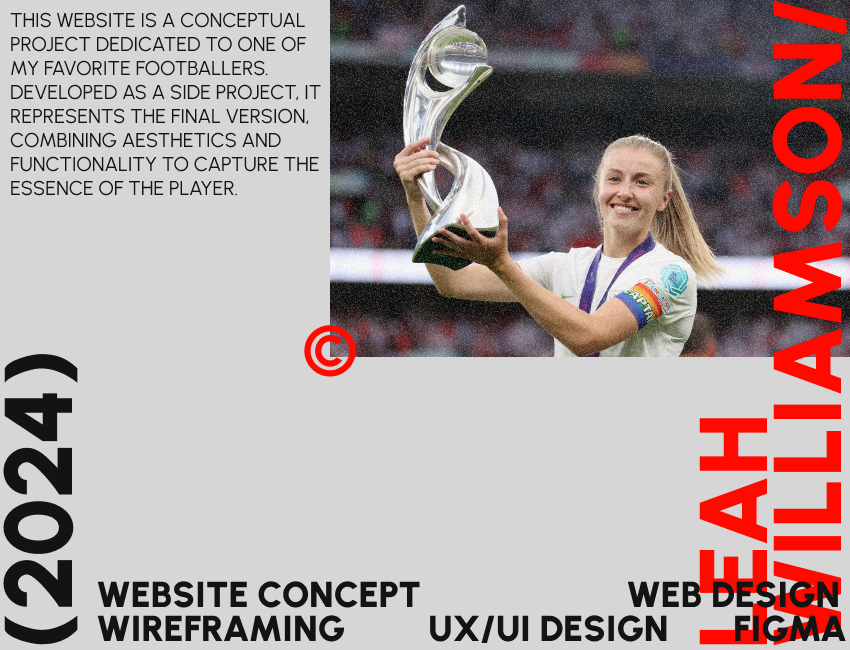 THIS WEBSITE IS A CONCEPTUAL
PROJECT DEDICATED TO ONE OF
MY FAVORITE FOOTBALLERS.
DEVELOPED AS A SIDE PROJECT, IT
REPRESENTS THE FINAL VERSION,
COMBINING AESTHETICS AND
FUNCTIONALITY TO CAPTURE THE
ESSENCE OF THE PLAYER.
©
(2024)
LEAH
WILLIAMSON/
WEBSITE CONCEPT
WEB DESIGN
WIREFRAMING
UX/UI DESIGN
FIGMA